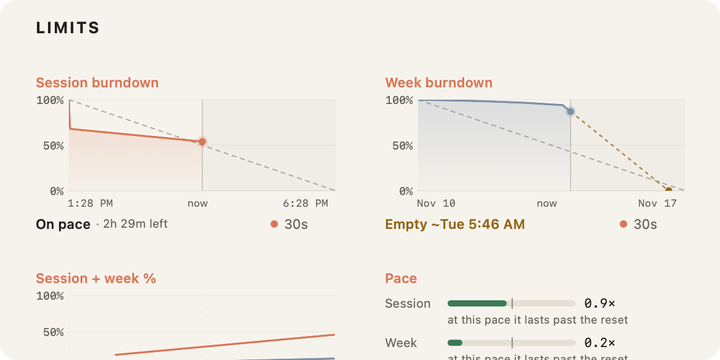 LIMITS
Session burndown
100%
50%
0%
1:28 PM now 6:28 PM
On pace · 2h 29m left 30s
Week burndown
100%
50%
0%
Nov 10 now Nov 17
Empty ~Tue 5:46 AM 30s
Session + week %
100%
50%
Pace
Session 0.9×
at this pace it lasts past the reset
Week 0.2×
at this pace it lasts past the reset